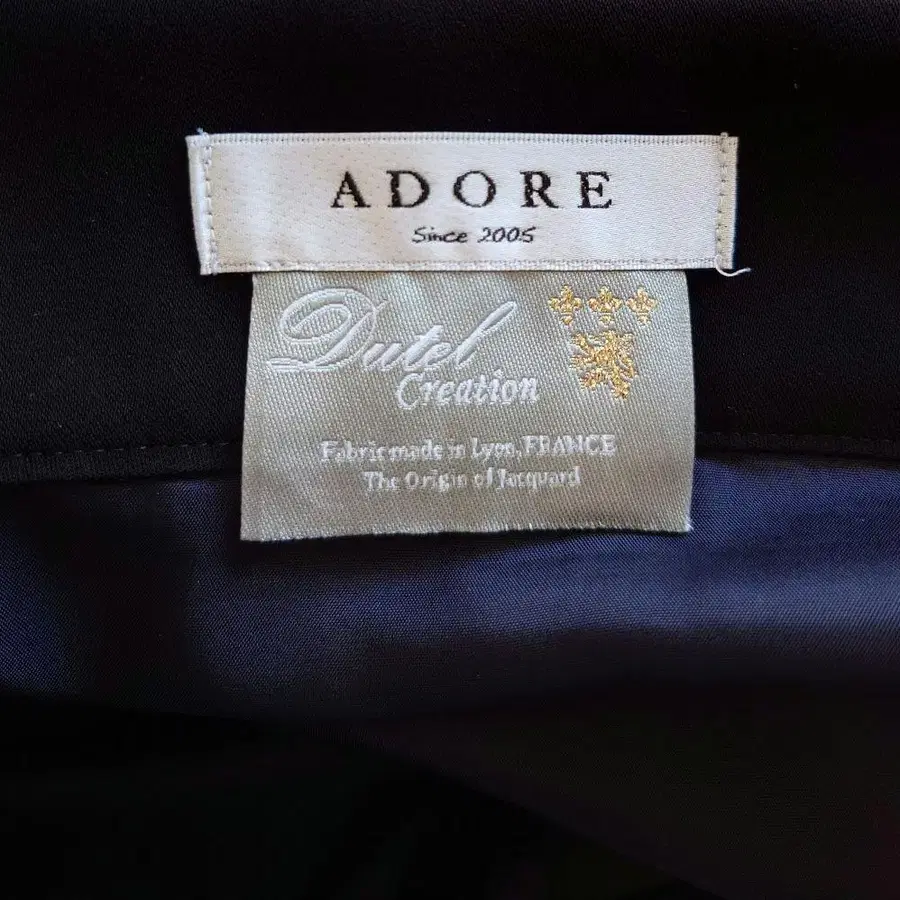 ADORE
Since 2005
Dutel
Creation
Fabric made in Lyon, FRANCE
The Origin of Jacquard